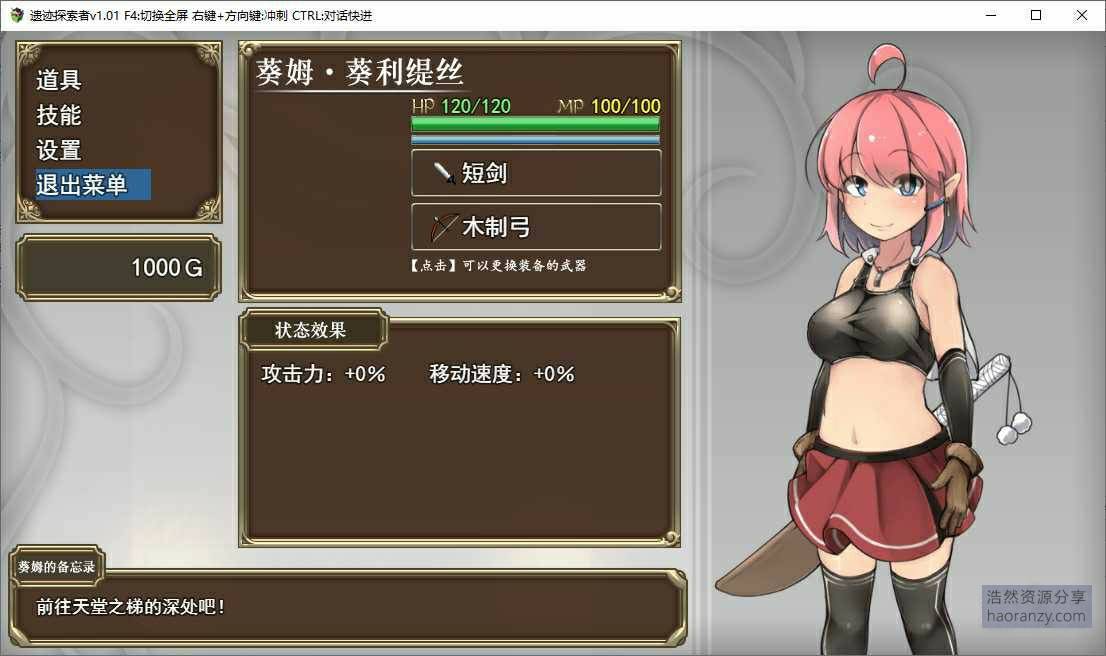 遗迹探索者v1.01 F4:切换全屏 右键+方向键:冲刺 CTRL:对话快进
道具
技能
设置
退出菜单
1000 G
葵姆·葵利缇丝
HP 120/120 MP 100/100
短剑
木制弓
【点击】可以更换装备的武器
状态效果
攻击力：+0% 移动速度：+0%
葵姆的备忘录
前往天堂之梯的深处吧！
浩然资源分享
haoranzy.com